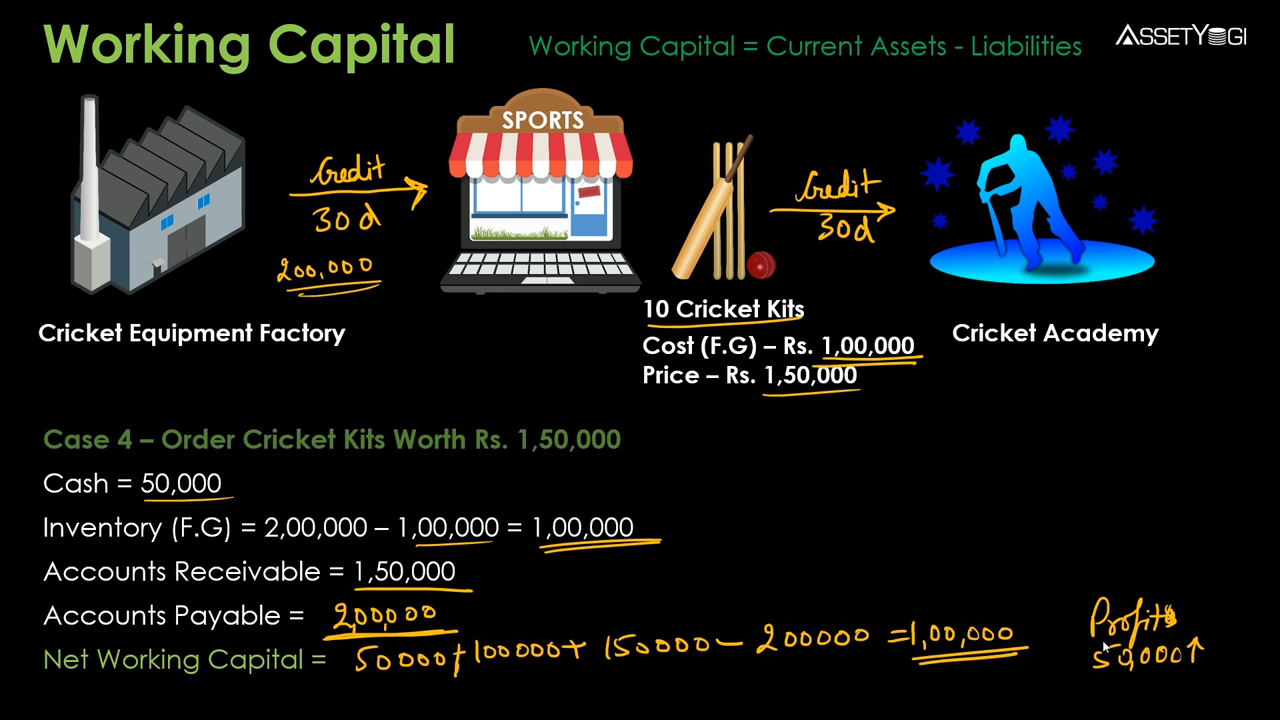 Working Capital
Working Capital = Current Assets - Liabilities
ASSETYOGI
Credit
30 d
200,000
SPORTS
Credit
30d
10 Cricket Kits
Cost (F.G) – Rs. 1,00,000
Price – Rs. 1,50,000
Cricket Equipment Factory
Cricket Academy
Case 4 – Order Cricket Kits Worth Rs. 1,50,000
Cash = 50,000
Inventory (F.G) = 2,00,000 – 1,00,000 = 1,00,000
Accounts Receivable = 1,50,000
Accounts Payable = 2,00,000
Net Working Capital = 50000 + 100000 + 150000 – 200000 = 1,00,000
Profits
50,000↑